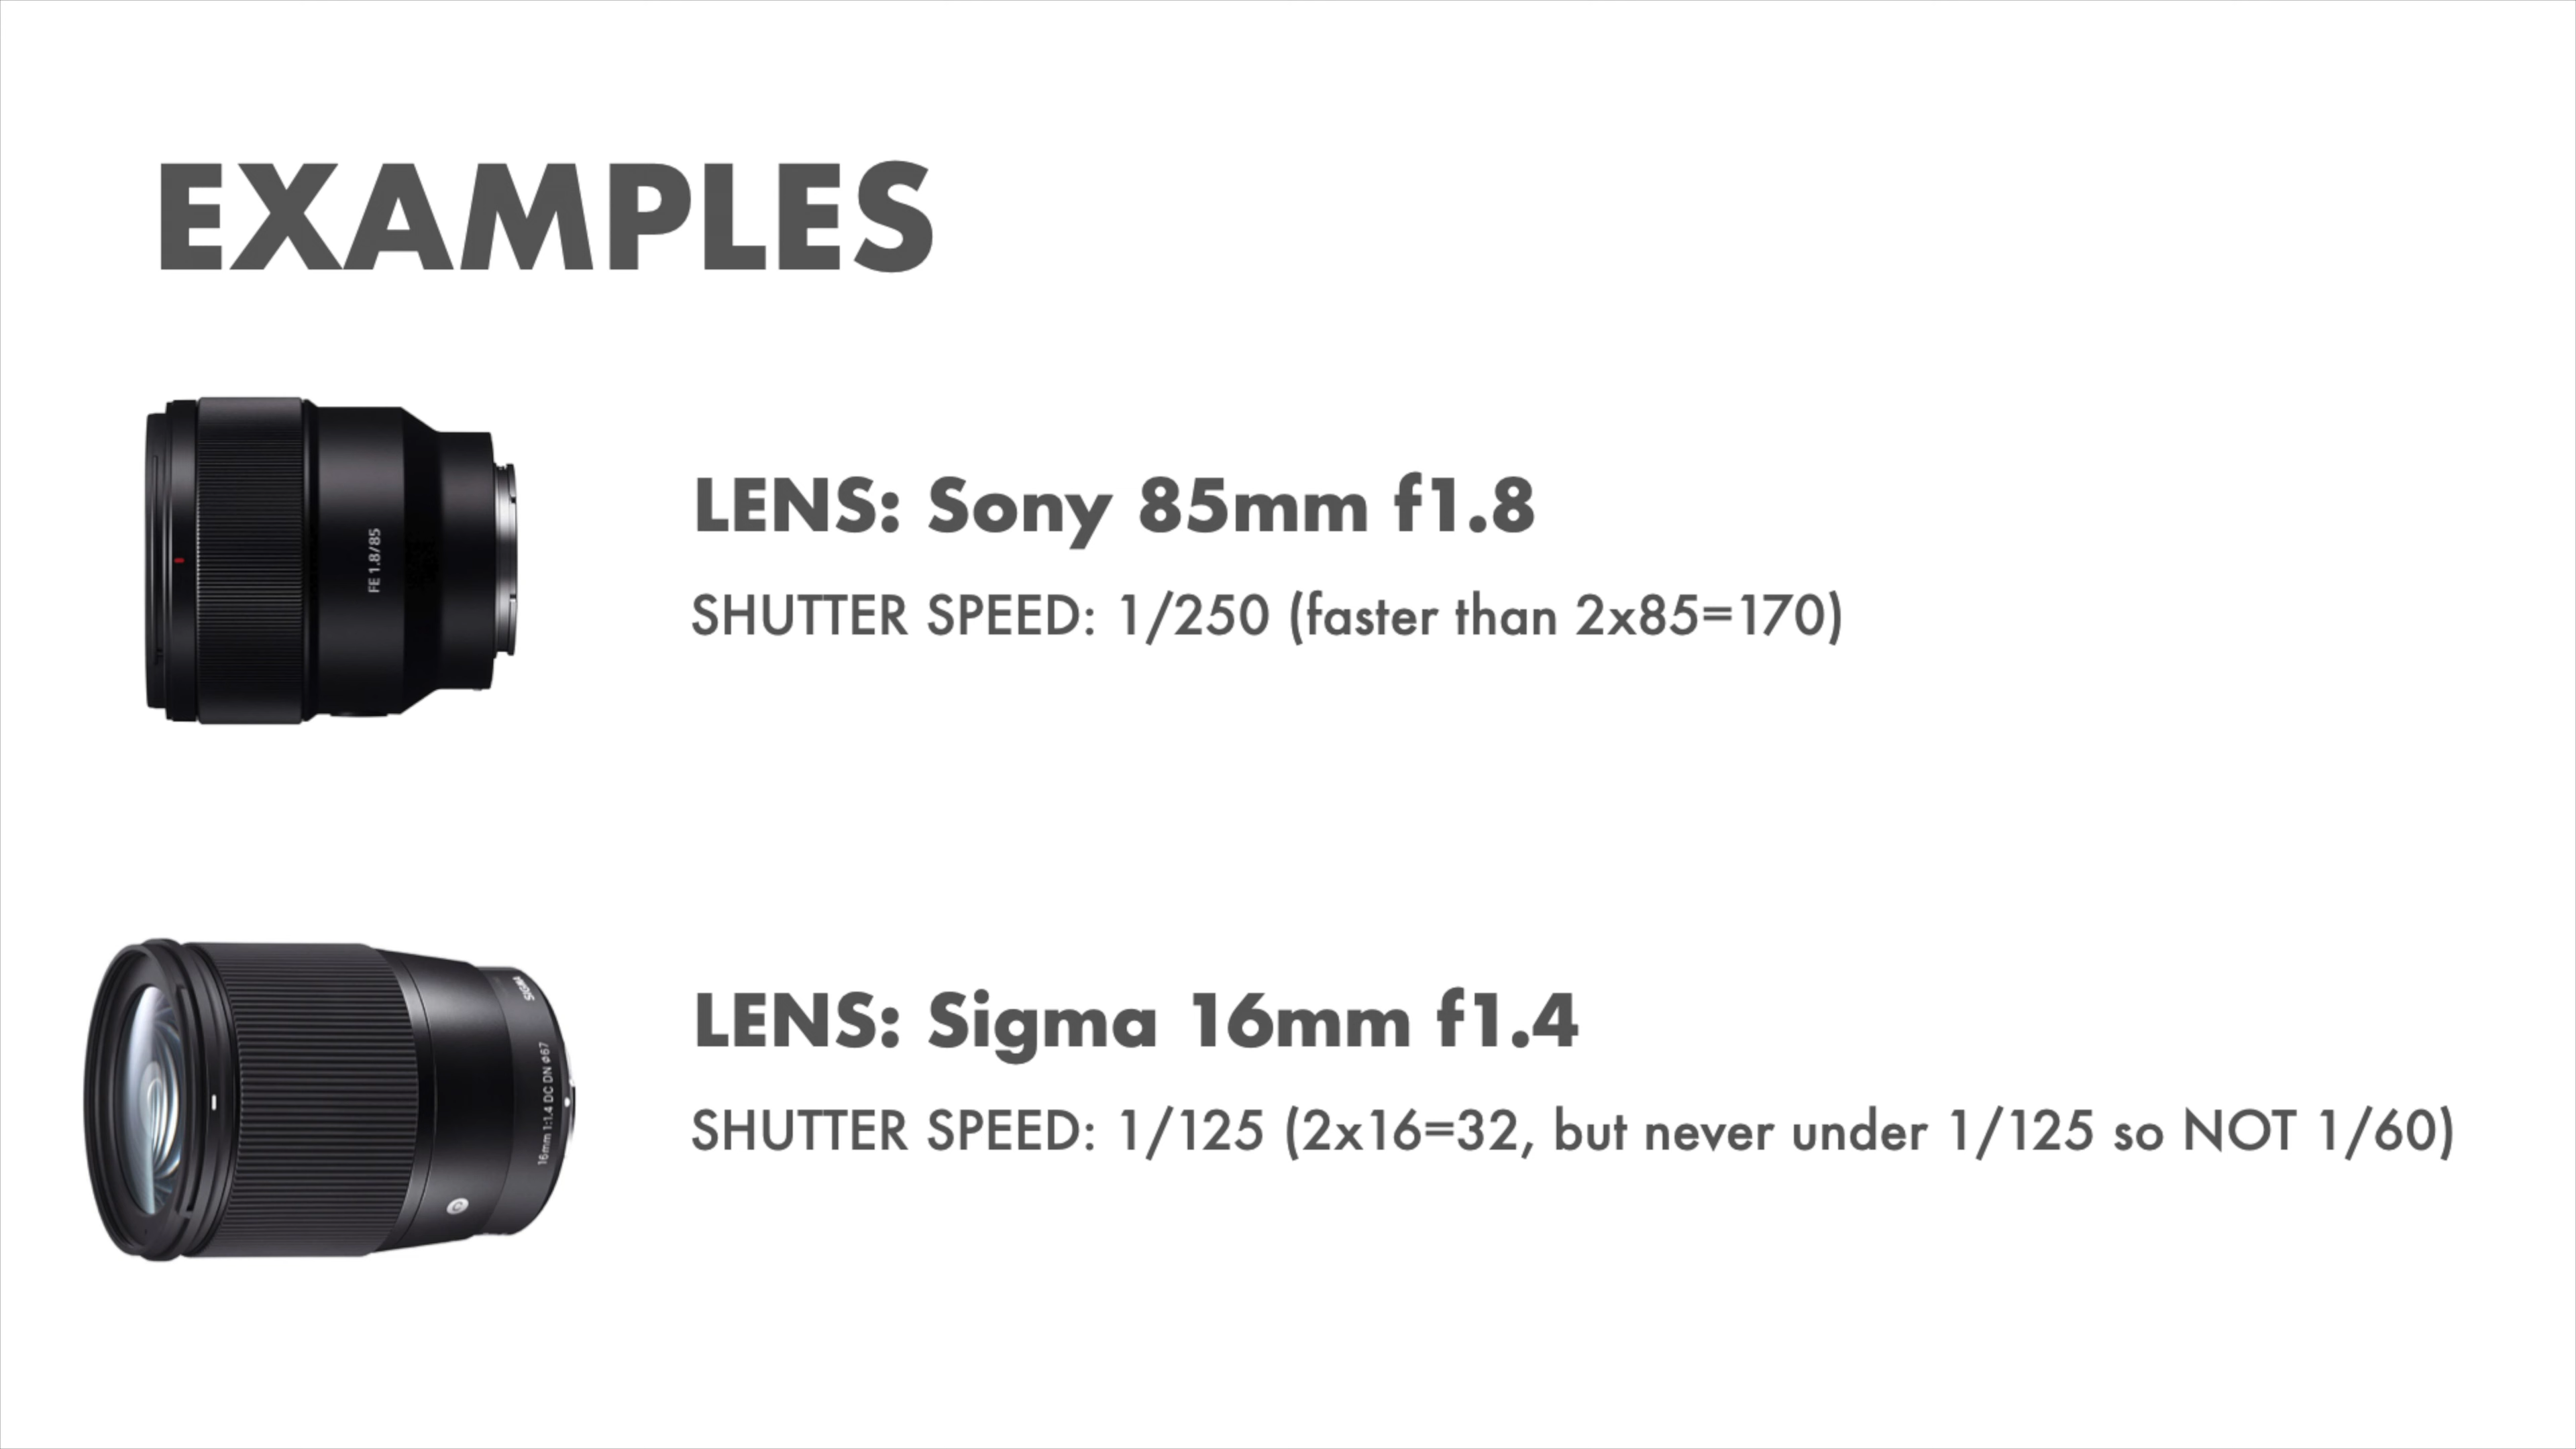 EXAMPLES
FE 1.8/85
LENS: Sony 85mm f1.8
SHUTTER SPEED: 1/250 (faster than 2x85=170)
SIGMA
16mm 1:1.4 DC DN ø67
C
LENS: Sigma 16mm f1.4
SHUTTER SPEED: 1/125 (2x16=32, but never under 1/125 so NOT 1/60)